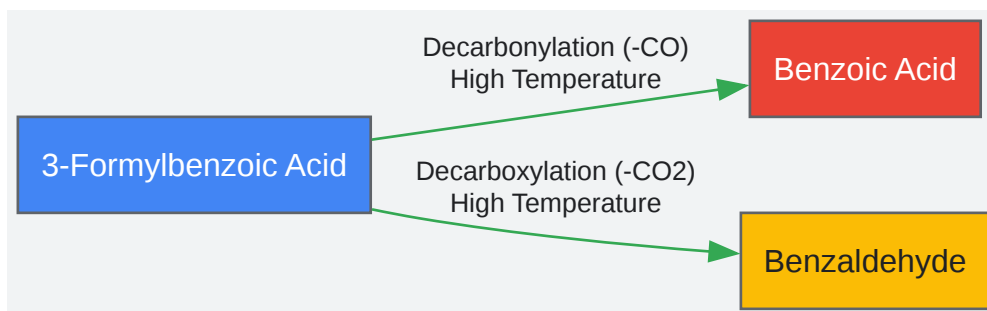 Decarbonylation (-CO)
High Temperature
Benzoic Acid
3-Formylbenzoic Acid
Decarboxylation (-CO2)
High Temperature
Benzaldehyde